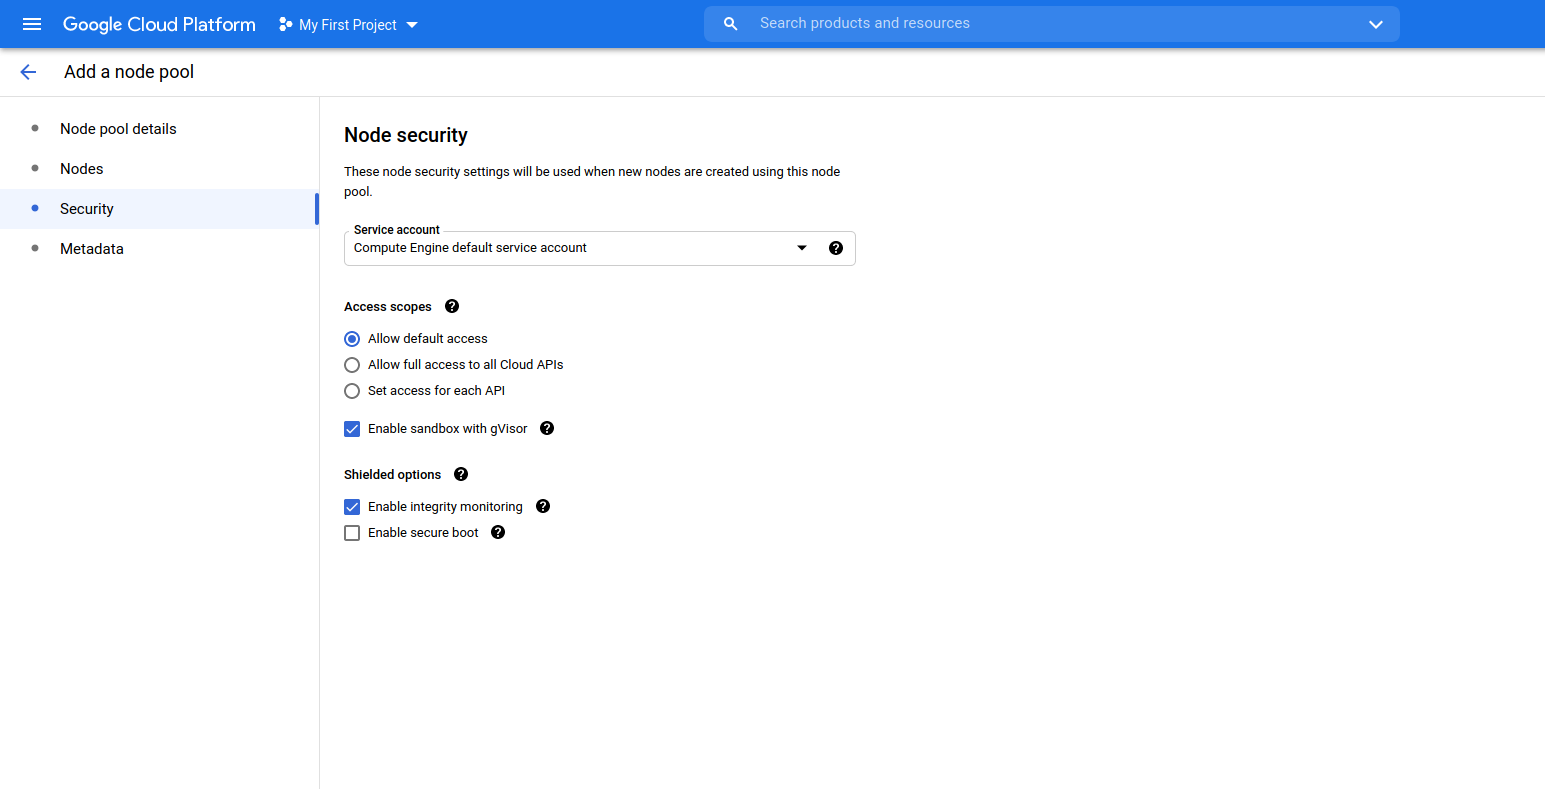 Google Cloud Platform
My First Project
Search products and resources
Add a node pool
Node pool details
Nodes
Security
Metadata
Node security
These node security settings will be used when new nodes are created using this node
pool.
Service account
Compute Engine default service account
Access scopes
Allow default access
Allow full access to all Cloud APIs
Set access for each API
Enable sandbox with gVisor
Shielded options
Enable integrity monitoring
Enable secure boot